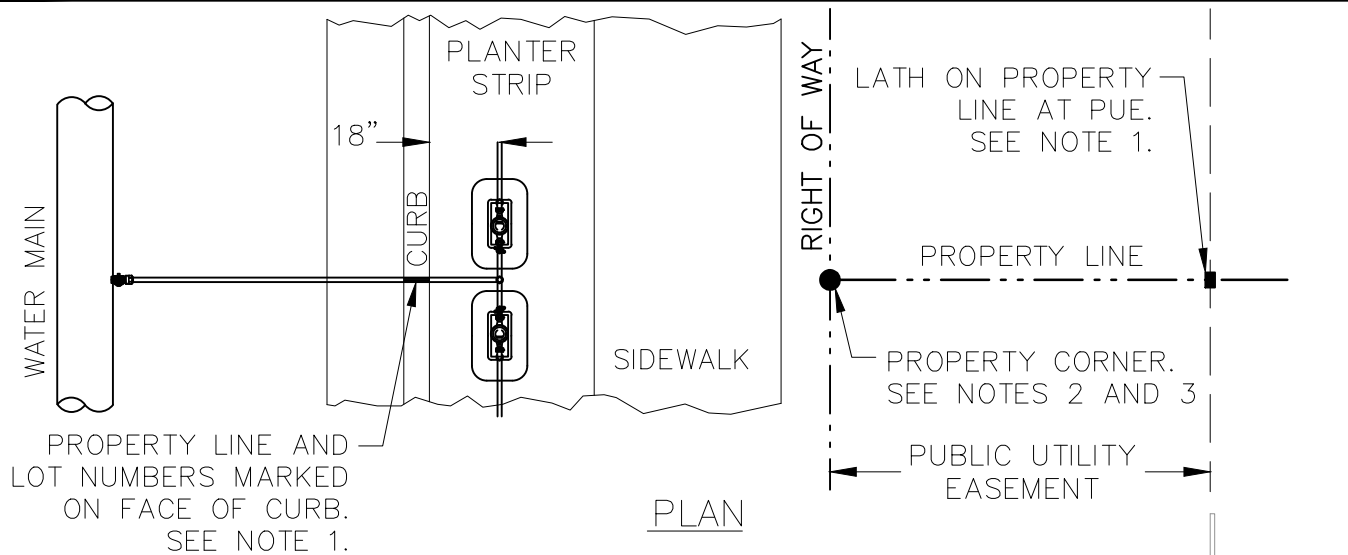 PLANTER
STRIP
18”
WATER MAIN
CURB
SIDEWALK
RIGHT OF WAY
LATH ON PROPERTY
LINE AT PUE.
SEE NOTE 1.
PROPERTY LINE
PROPERTY CORNER.
SEE NOTES 2 AND 3
PROPERTY LINE AND
LOT NUMBERS MARKED
ON FACE OF CURB.
SEE NOTE 1.
PUBLIC UTILITY
EASEMENT
PLAN